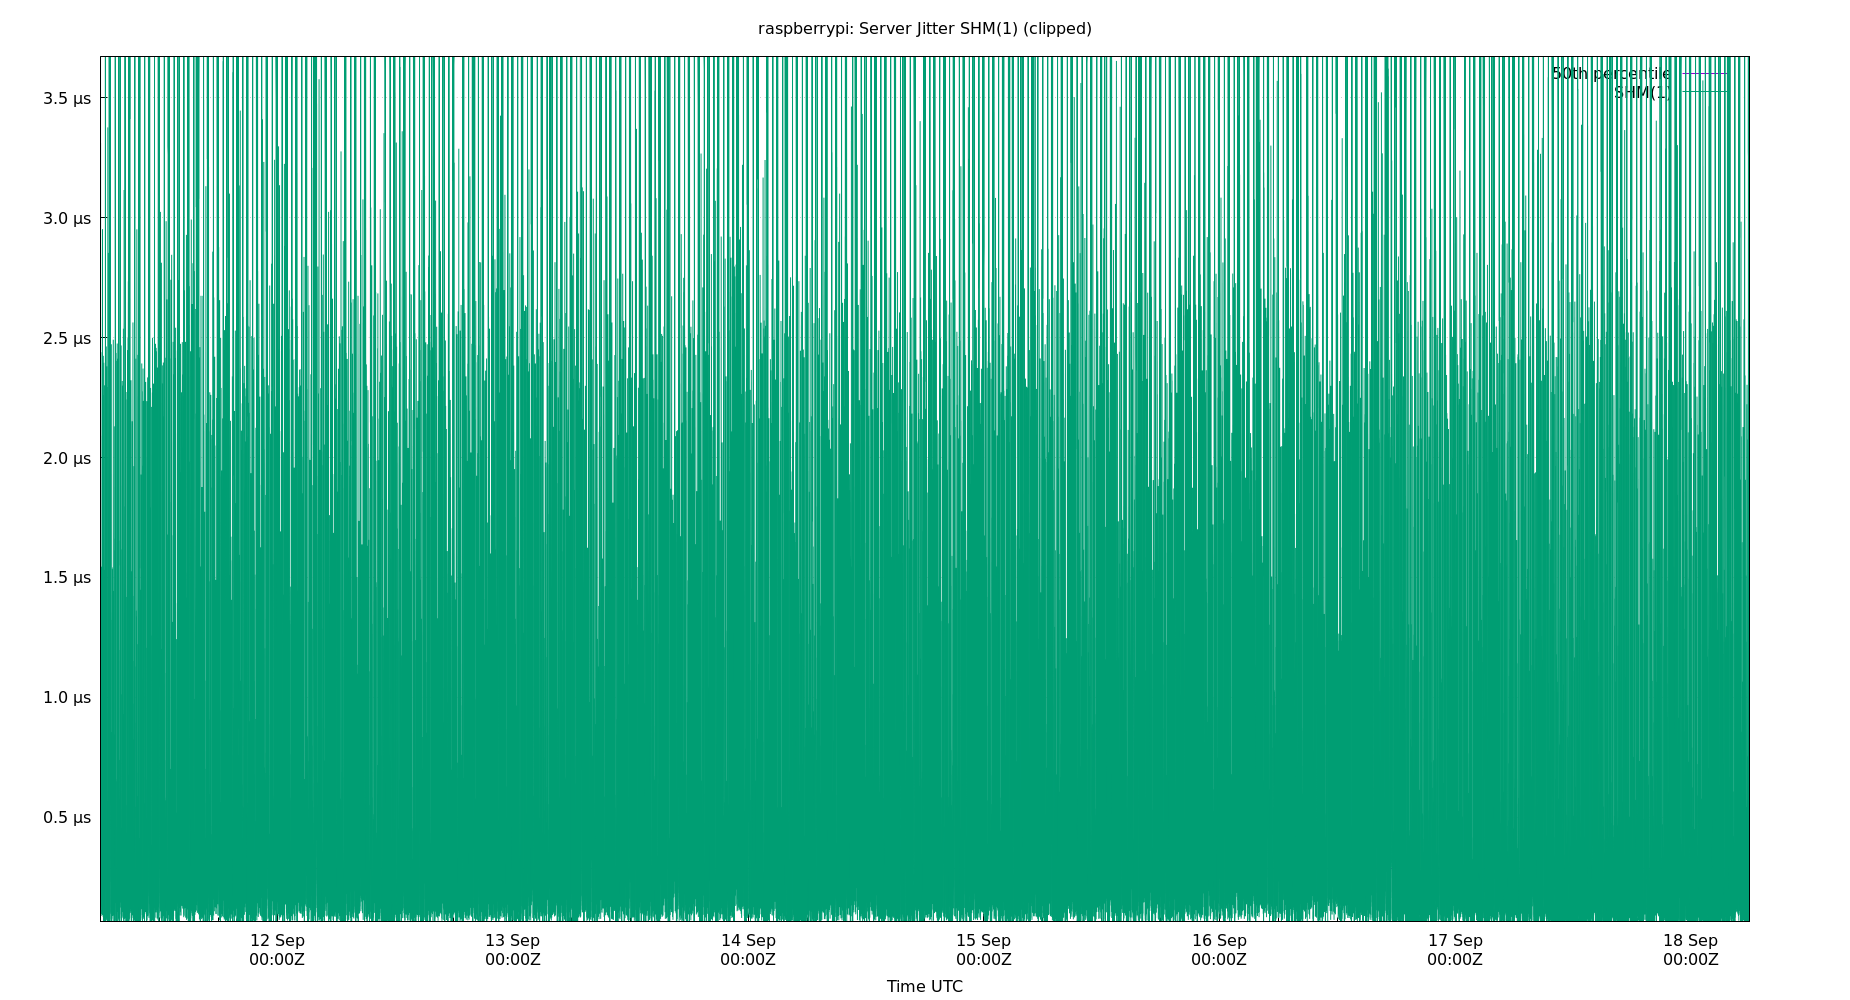 raspberrypi: Server Jitter SHM(1) (clipped)
50th percentile
SHM(1)
3.5 µs
3.0 µs
2.5 µs
2.0 µs
1.5 µs
1.0 µs
0.5 µs
12 Sep 13 Sep 14 Sep 15 Sep 16 Sep 17 Sep 18 Sep
00:00Z 00:00Z 00:00Z 00:00Z 00:00Z 00:00Z 00:00Z
Time UTC